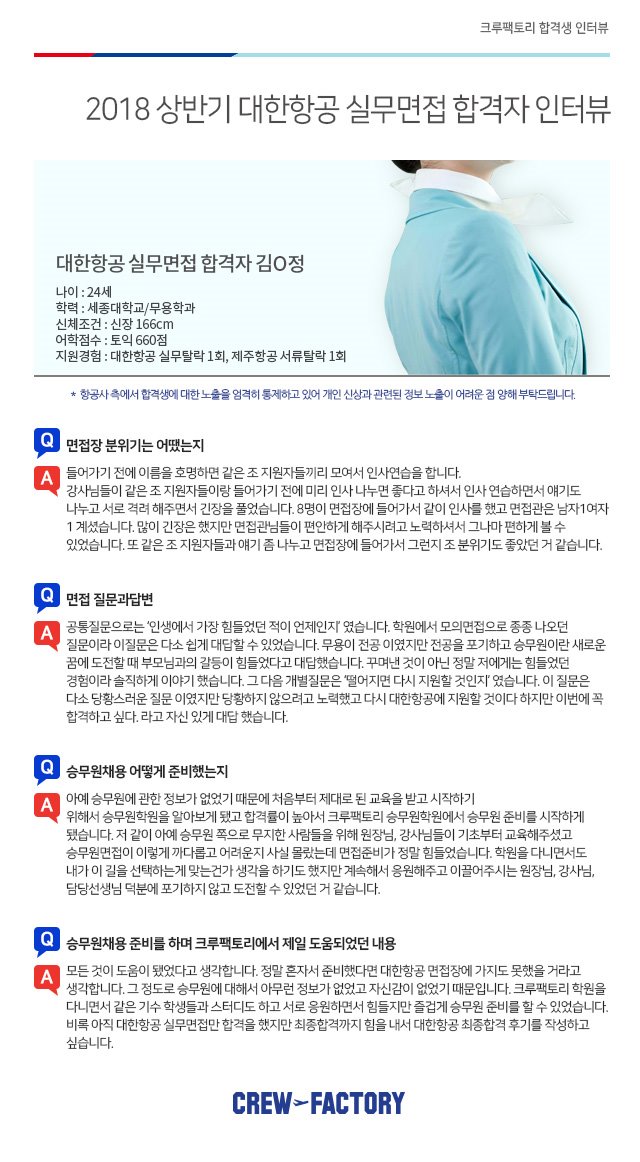 크루팩토리 합격생 인터뷰
2018 상반기 대한항공 실무면접 합격자 인터뷰
대한항공 실무면접 합격자 김O정
나이 : 24세
학력 : 세종대학교/무용학과
신체조건 : 신장 166cm
어학점수 : 토익 660점
지원경험 : 대한항공 실무탈락 1회, 제주항공 서류탈락 1회
* 항공사 측에서 합격생에 대한 노출을 엄격히 통제하고 있어 개인 신상과 관련된 정보 노출이 어려운 점 양해 부탁드립니다.
Q 면접장 분위기는 어땠는지
A 들어가기 전에 이름을 호명하면 같은 조 지원자들끼리 모여서 인사연습을 합니다.
강사님들이 같은 조 지원자들이랑 들어가기 전에 미리 인사 나누면 좋다고 하셔서 인사 연습하면서 얘기도
나누고 서로 격려 해주면서 긴장을 풀었습니다. 8명이 면접장에 들어가서 같이 인사를 했고 면접관은 남자1여자
1 계셨습니다. 많이 긴장은 했지만 면접관님들이 편안하게 해주시려고 노력하셔서 그나마 편하게 볼 수
있었습니다. 또 같은 조 지원자들과 얘기 좀 나누고 면접장에 들어가서 그런지 조 분위기도 좋았던 거 같습니다.
Q 면접 질문과답변
A 공통질문으로는 ‘인생에서 가장 힘들었던 적이 언제인지’ 였습니다. 학원에서 모의면접으로 종종 나오던
질문이라 이질문은 다소 쉽게 대답할 수 있었습니다. 무용이 전공 이였지만 전공을 포기하고 승무원이란 새로운
꿈에 도전할 때 부모님과의 갈등이 힘들었다고 대답했습니다. 꾸며낸 것이 아닌 정말 저에게는 힘들었던
경험이라 솔직하게 이야기 했습니다. 그 다음 개별질문은 ‘떨어지면 다시 지원할 것인지’ 였습니다. 이 질문은
다소 당황스러운 질문 이였지만 당황하지 않으려고 노력했고 다시 대한항공에 지원할 것이다 하지만 이번에 꼭
합격하고 싶다. 라고 자신 있게 대답 했습니다.
Q 승무원채용 어떻게 준비했는지
A 아예 승무원에 관한 정보가 없었기 때문에 처음부터 제대로 된 교육을 받고 시작하기
위해서 승무원학원을 알아보게 됐고 합격률이 높아서 크루팩토리 승무원학원에서 승무원 준비를 시작하게
됐습니다. 저 같이 아예 승무원 쪽으로 무지한 사람들을 위해 원장님, 강사님들이 기초부터 교육해주셨고
승무원면접이 이렇게 까다롭고 어려운지 사실 몰랐는데 면접준비가 정말 힘들었습니다. 학원을 다니면서도
내가 이 길을 선택하는게 맞는건가 생각을 하기도 했지만 계속해서 응원해주고 이끌어주시는 원장님, 강사님,
담당선생님 덕분에 포기하지 않고 도전할 수 있었던 거 같습니다.
Q 승무원채용 준비를 하며 크루팩토리에서 제일 도움되었던 내용
A 모든 것이 도움이 됐었다고 생각합니다. 정말 혼자서 준비했다면 대한항공 면접장에 가지도 못했을 거라고
생각합니다. 그 정도로 승무원에 대해서 아무런 정보가 없었고 자신감이 없었기 때문입니다. 크루팩토리 학원을
다니면서 같은 기수 학생들과 스터디도 하고 서로 응원하면서 힘들지만 즐겁게 승무원 준비를 할 수 있었습니다.
비록 아직 대한항공 실무면접만 합격을 했지만 최종합격까지 힘을 내서 대한항공 최종합격 후기를 작성하고
싶습니다.
CREW FACTORY